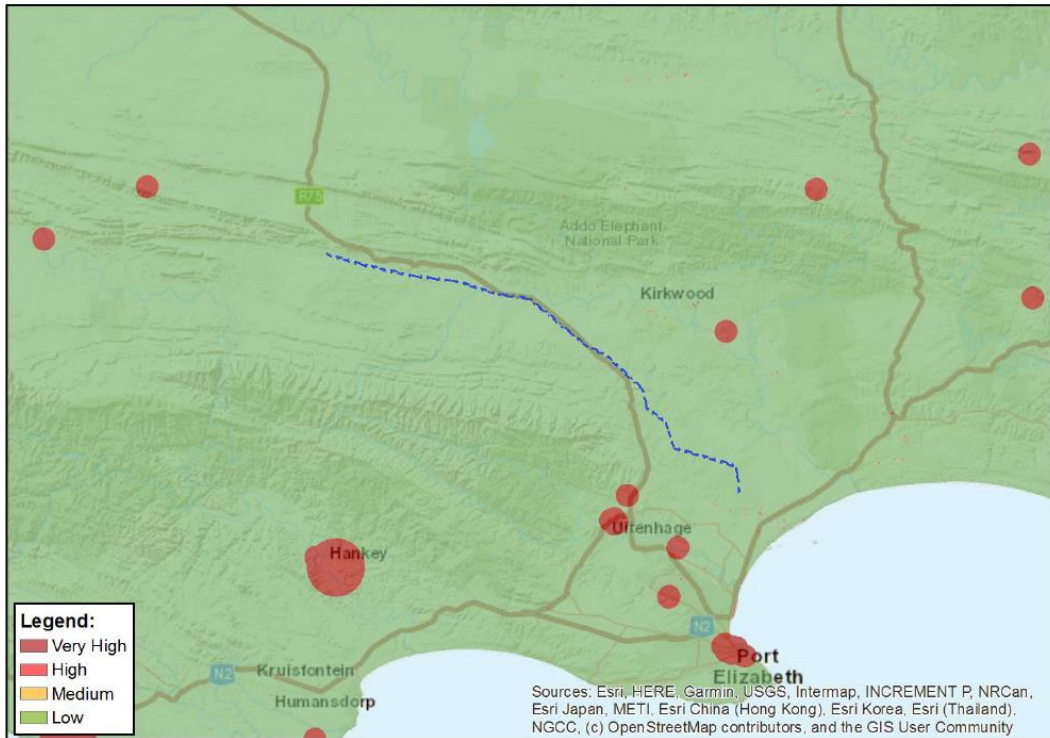 R75
Addo Elephant
National Park
Kirkwood
Uitenhage
Hankey
N2
Port
Elizabeth
Kruisfontein
N2
Humansdorp
Legend:
Very High
High
Medium
Low
Sources: Esri, HERE, Garmin, USGS, Intermap, INCREMENT P, NRCan,
Esri Japan, METI, Esri China (Hong Kong), Esri Korea, Esri (Thailand),
NGCC, (c) OpenStreetMap contributors, and the GIS User Community